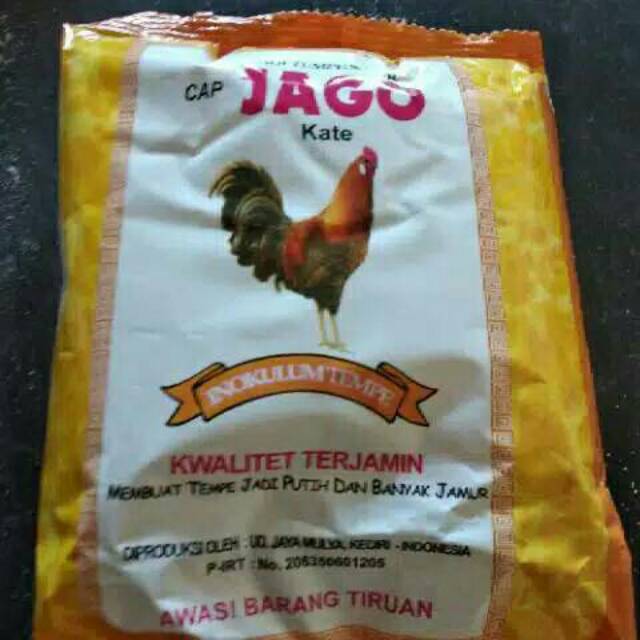 CAP JAGO
Kate
INOKULUM TEMPE
KWALITET TERJAMIN
MEMBUAT TEMPE JADI PUTIH DAN BANYAK JAMUR
DIPRODUKSI OLEH : UD. JAYA MULYA, KEDIRI - INDONESIA
P-IRT : No. 206350601205
AWASI BARANG TIRUAN